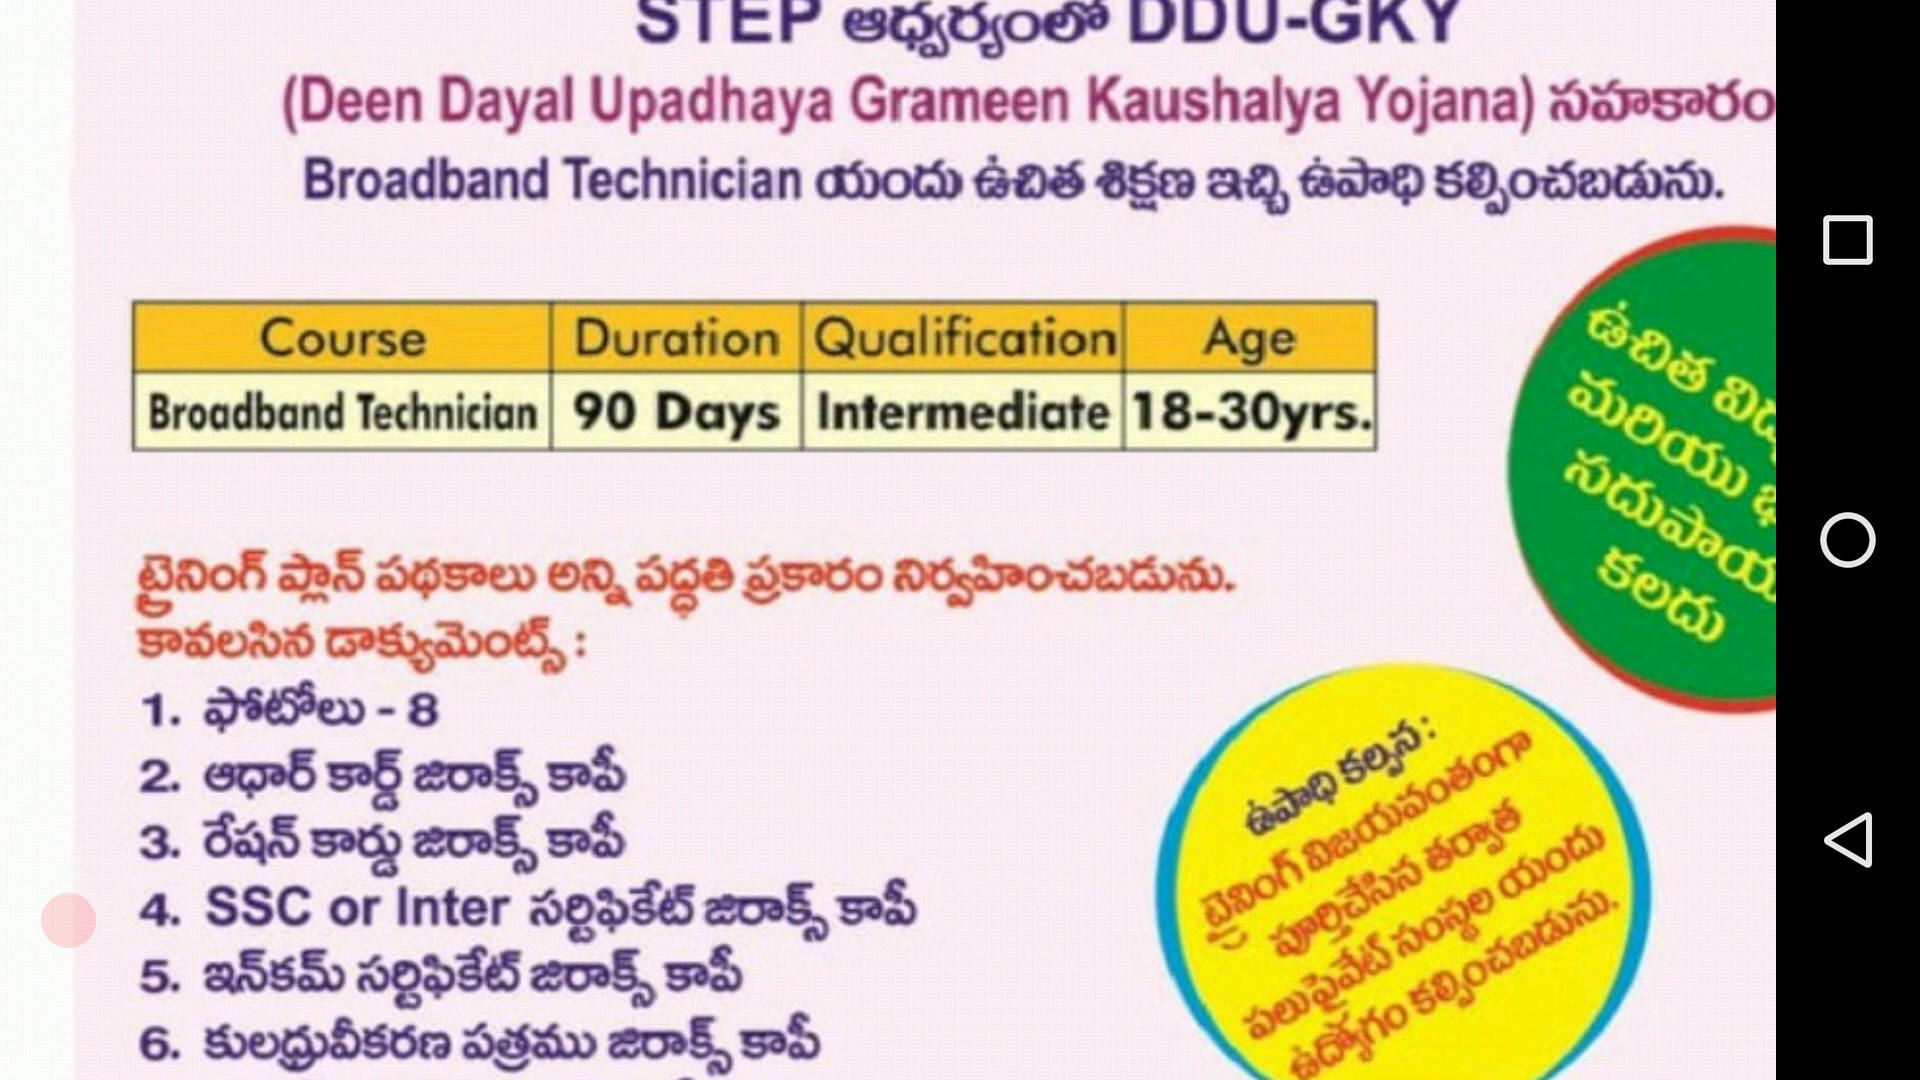 STEP ఆధ్వర్యంలో DDU-GKY
(Deen Dayal Upadhaya Grameen Kaushalya Yojana) సహకారం
Broadband Technician యందు ఉచిత శిక్షణ ఇచ్చి ఉపాధి కల్పించబడును.
Course Duration Qualification Age
Broadband Technician 90 Days Intermediate 18-30yrs.
ఉచిత
మరియు
కలదు
ట్రైనింగ్ ప్లాన్ పథకాలు అన్ని పద్ధతి ప్రకారం నిర్వహించబడును.
కావలసిన డాక్యుమెంట్స్ :
1. ఫోటోలు - 8
2. ఆధార్ కార్డ్ జిరాక్స్ కాపీ
3. రేషన్ కార్డు జిరాక్స్ కాపీ
4. SSC or Inter సర్టిఫికేట్ జిరాక్స్ కాపీ
5. ఇన్‌కమ్ సర్టిఫికేట్ జిరాక్స్ కాపీ
6. కులధ్రువీకరణ పత్రము జిరాక్స్ కాపీ
ఉపాధి కల్పన :
ట్రైనింగ్ విజయవంతంగా
పూర్తిచేసిన తర్వాత
పలుప్రైవేట్ సంస్థల యందు
ఉద్యోగం కల్పించబడును.